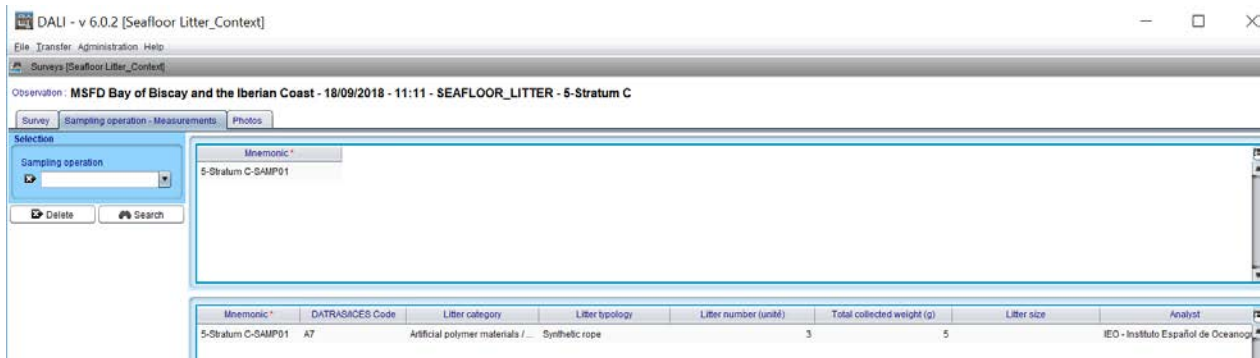 DALI - v 6.0.2 [Seafloor Litter_Context]
File Transfer Administration Help
Surveys [Seafloor Litter_Context]
Observation : MSFD Bay of Biscay and the Iberian Coast - 18/09/2018 - 11:11 - SEAFLOOR_LITTER - 5-Stratum C
Survey Sampling operation - Measurements Photos
Selection
Sampling operation
Delete Search
Mnemonic *
5-Stratum C-SAMP01
Mnemonic * DATRAS/ICES Code Litter category Litter typology Litter number (unité) Total collected weight (g) Litter size Analyst
5-Stratum C-SAMP01 A7 Artificial polymer materials / ... Synthetic rope 3 5 IEO - Instituto Español de Oceanogr